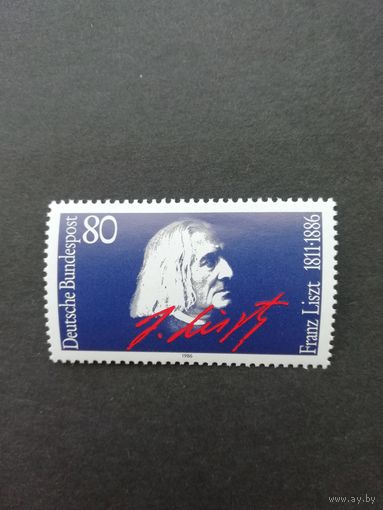 Deutsche Bundespost
80
Franz Liszt 1811·1886
F. Liszt
1986
www.ay.by